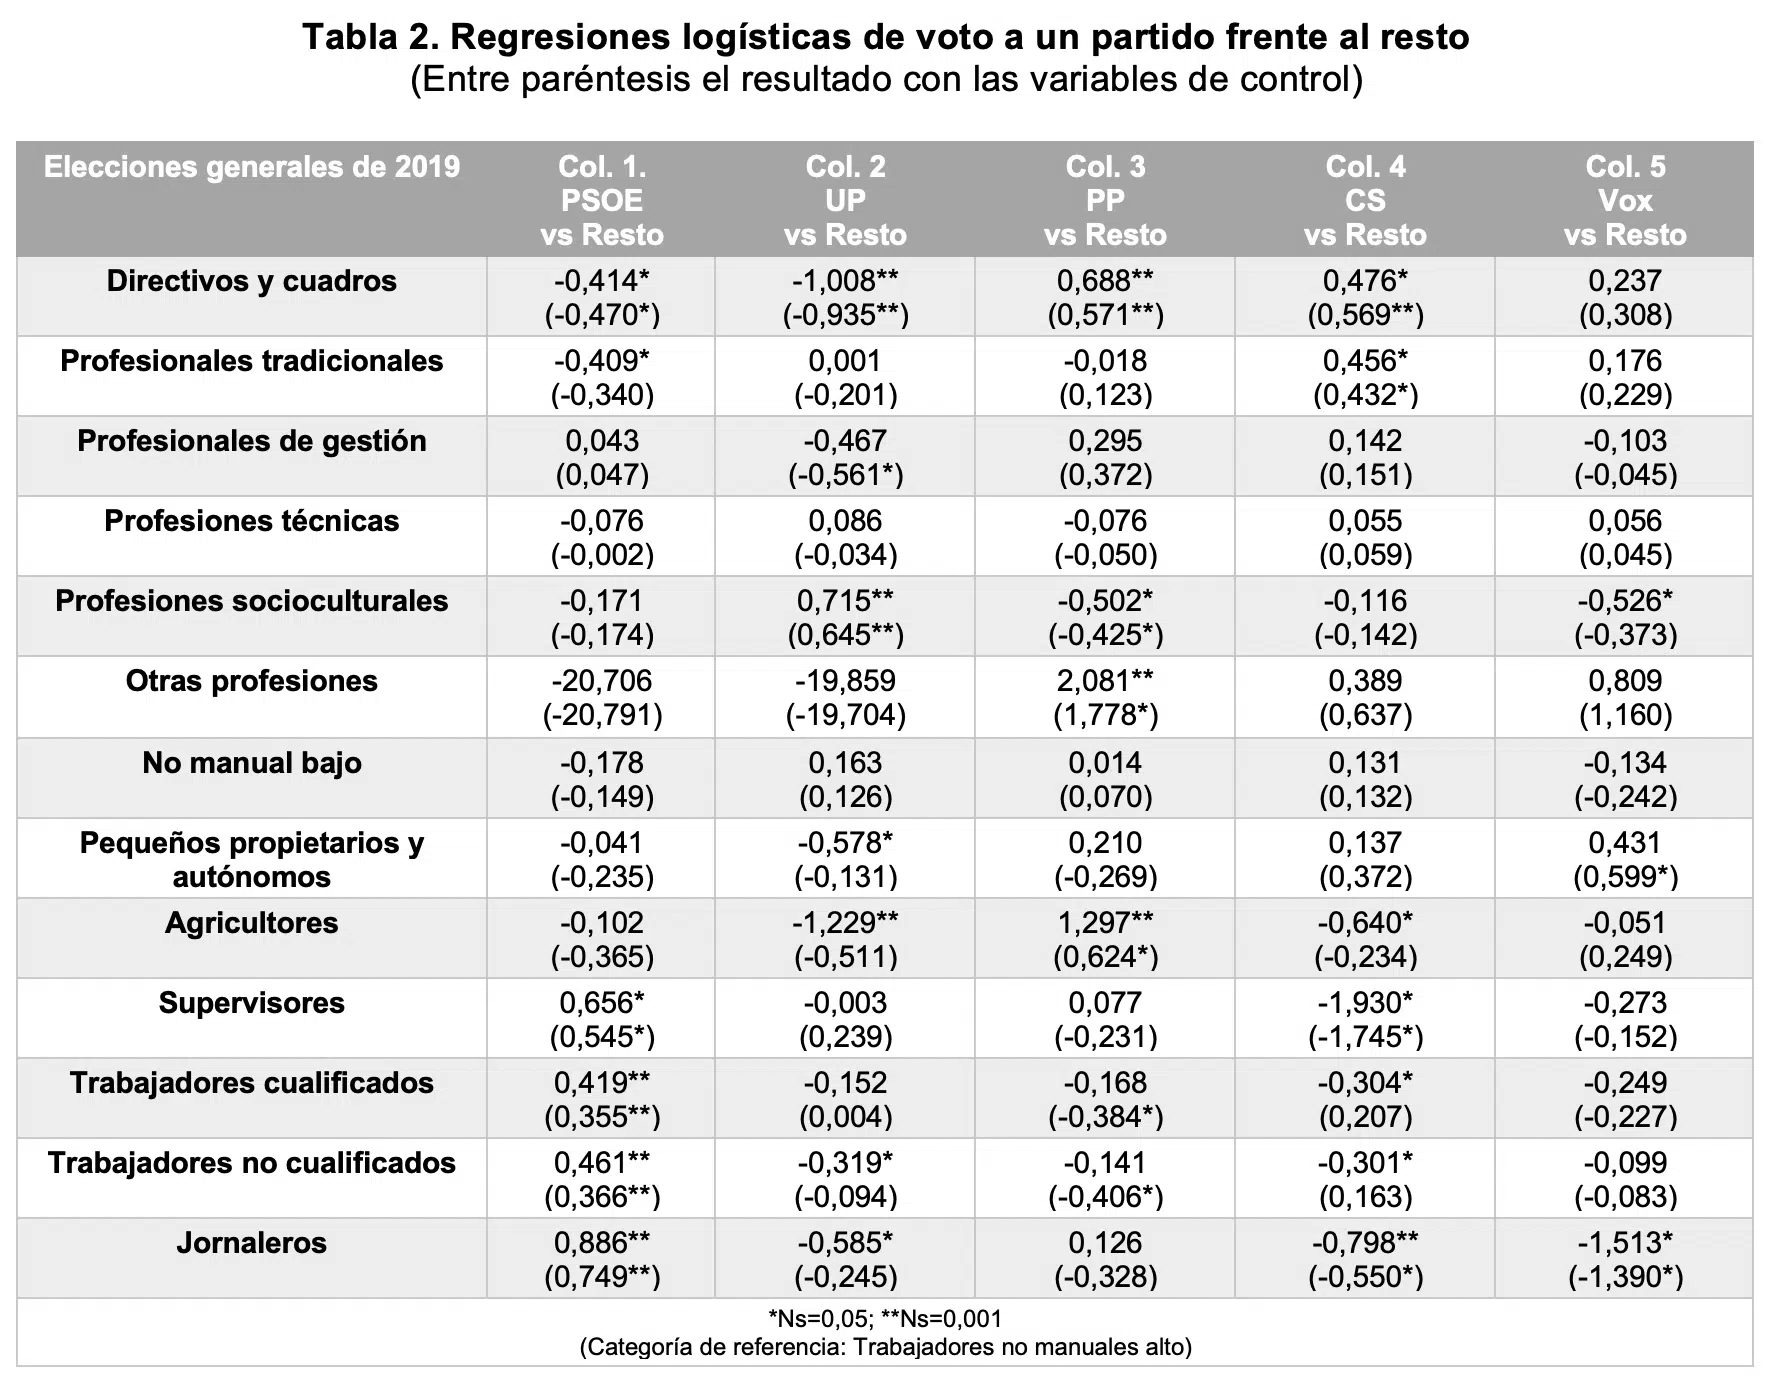 Tabla 2. Regresiones logísticas de voto a un partido frente al resto
(Entre paréntesis el resultado con las variables de control)
Elecciones generales de 2019 Col. 1. Col. 2 Col. 3 Col. 4 Col. 5
PSOE UP PP CS Vox
vs Resto vs Resto vs Resto vs Resto vs Resto
Directivos y cuadros -0,414* -1,008** 0,688** 0,476* 0,237
(-0,470*) (-0,935**) (0,571**) (0,569**) (0,308)
Profesionales tradicionales -0,409* 0,001 -0,018 0,456* 0,176
(-0,340) (-0,201) (0,123) (0,432*) (0,229)
Profesionales de gestión 0,043 -0,467 0,295 0,142 -0,103
(0,047) (-0,561*) (0,372) (0,151) (-0,045)
Profesiones técnicas -0,076 0,086 -0,076 0,055 0,056
(-0,002) (-0,034) (-0,050) (0,059) (0,045)
Profesiones socioculturales -0,171 0,715** -0,502* -0,116 -0,526*
(-0,174) (0,645**) (-0,425*) (-0,142) (-0,373)
Otras profesiones -20,706 -19,859 2,081** 0,389 0,809
(-20,791) (-19,704) (1,778*) (0,637) (1,160)
No manual bajo -0,178 0,163 0,014 0,131 -0,134
(-0,149) (0,126) (0,070) (0,132) (-0,242)
Pequeños propietarios y -0,041 -0,578* 0,210 0,137 0,431
autónomos (-0,235) (-0,131) (-0,269) (0,372) (0,599*)
Agricultores -0,102 -1,229** 1,297** -0,640* -0,051
(-0,365) (-0,511) (0,624*) (-0,234) (0,249)
Supervisores 0,656* -0,003 0,077 -1,930* -0,273
(0,545*) (0,239) (-0,231) (-1,745*) (-0,152)
Trabajadores cualificados 0,419** -0,152 -0,168 -0,304* -0,249
(0,355**) (0,004) (-0,384*) (0,207) (-0,227)
Trabajadores no cualificados 0,461** -0,319* -0,141 -0,301* -0,099
(0,366**) (-0,094) (-0,406*) (0,163) (-0,083)
Jornaleros 0,886** -0,585* 0,126 -0,798** -1,513*
(0,749**) (-0,245) (-0,328) (-0,550*) (-1,390*)
*Ns=0,05; **Ns=0,001
(Categoría de referencia: Trabajadores no manuales alto)